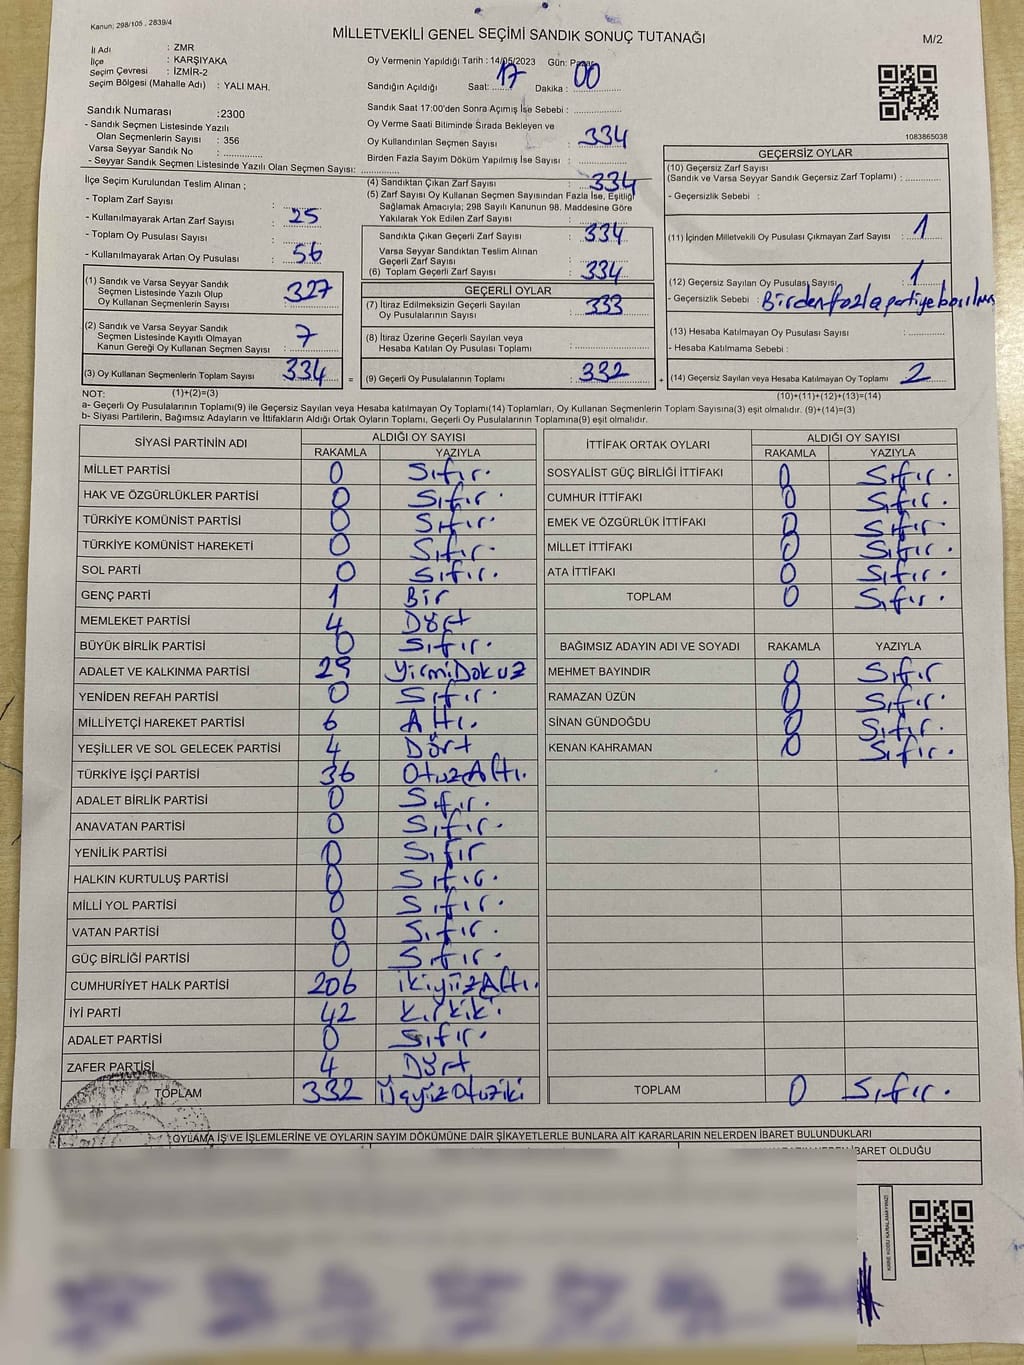 Kanun: 298/105 , 2839/4
MİLLETVEKİLİ GENEL SEÇİMİ SANDIK SONUÇ TUTANAĞI
M/2
İl Adı : ZMR
İlçe : KARŞIYAKA
Seçim Çevresi : İZMİR-2
Seçim Bölgesi (Mahalle Adı) : YALI MAH.
Oy Vermenin Yapıldığı Tarih : 14/05/2023 Gün: Pazar
Sandığın Açıldığı Saat: 17 Dakika : 00
Sandık Saat 17:00'den Sonra Açımış İse Sebebi :
Sandık Numarası :2300
- Sandık Seçmen Listesinde Yazılı
Olan Seçmenlerin Sayısı : 356
Varsa Seyyar Sandık No :
- Seyyar Sandık Seçmen Listesinde Yazılı Olan Seçmen Sayısı:
Oy Verme Saati Bitiminde Sırada Bekleyen ve
Oy Kullandırılan Seçmen Sayısı : 334
Birden Fazla Sayım Döküm Yapılmış İse Sayısı :
1083865038
İlçe Seçim Kurulundan Teslim Alınan ;
- Toplam Zarf Sayısı :
- Kullanılmayarak Artan Zarf Sayısı : 25
- Toplam Oy Pusulası Sayısı :
- Kullanılmayarak Artan Oy Pusulası : 56
(1) Sandık ve Varsa Seyyar Sandık
Seçmen Listesinde Yazılı Olup
Oy Kullanan Seçmenlerin Sayısı : 327
(2) Sandık ve Varsa Seyyar Sandık
Seçmen Listesinde Kayıtlı Olmayan
Kanun Gereği Oy Kullanan Seçmen Sayısı : 7
(3) Oy Kullanan Seçmenlerin Toplam Sayısı : 334 =
(4) Sandıktan Çıkan Zarf Sayısı : 334
(5) Zarf Sayısı Oy Kullanan Seçmen Sayısından Fazla İse, Eşitliği
Sağlamak Amacıyla; 298 Sayılı Kanunun 98. Maddesine Göre
Yakılarak Yok Edilen Zarf Sayısı :
Sandıkta Çıkan Geçerli Zarf Sayısı : 334
Varsa Seyyar Sandıktan Teslim Alınan
Geçerli Zarf Sayısı :
(6) Toplam Geçerli Zarf Sayısı : 334
GEÇERLİ OYLAR
(7) İtiraz Edilmeksizin Geçerli Sayılan
Oy Pusulalarının Sayısı : 333
(8) İtiraz Üzerine Geçerli Sayılan veya
Hesaba Katılan Oy Pusulası Toplamı :
(9) Geçerli Oy Pusulalarının Toplamı : 332 +
GEÇERSİZ OYLAR
(10) Geçersiz Zarf Sayısı
(Sandık ve Varsa Seyyar Sandık Geçersiz Zarf Toplamı) :
- Geçersizlik Sebebi :
(11) İçinden Milletvekili Oy Pusulası Çıkmayan Zarf Sayısı : 1
(12) Geçersiz Sayılan Oy Pusulası Sayısı : 1
- Geçersizlik Sebebi : Birden fazla partiye
(13) Hesaba Katılmayan Oy Pusulası Sayısı :
- Hesaba Katılmama Sebebi :
(14) Geçersiz Sayılan veya Hesaba Katılmayan Oy Toplamı : 2
NOT: (1)+(2)=(3)
(10)+(11)+(12)+(13)=(14)
a- Geçerli Oy Pusulalarının Toplamı(9) ile Geçersiz Sayılan veya Hesaba katılmayan Oy Toplamı(14) Toplamları, Oy Kullanan Seçmenlerin Toplam Sayısına(3) eşit olmalıdır. (9)+(14)=(3)
b- Siyasi Partilerin, Bağımsız Adayların ve İttifakların Aldığı Ortak Oyların Toplamı, Geçerli Oy Pusulalarının Toplamına(9) eşit olmalıdır.
SİYASİ PARTİNİN ADI ALDIĞI OY SAYISI
RAKAMLA YAZIYLA
MİLLET PARTİSİ 0 Sıfır.
HAK VE ÖZGÜRLÜKLER PARTİSİ 0 Sıfır.
TÜRKİYE KOMÜNİST PARTİSİ 0 Sıfır.
TÜRKİYE KOMÜNİST HAREKETİ 0 Sıfır.
SOL PARTİ 0 Sıfır.
GENÇ PARTİ 1 Bir
MEMLEKET PARTİSİ 4 Dört
BÜYÜK BİRLİK PARTİSİ 0 Sıfır.
ADALET VE KALKINMA PARTİSİ 29 YirmiDokuz
YENİDEN REFAH PARTİSİ 0 Sıfır.
MİLLİYETÇİ HAREKET PARTİSİ 6 Altı.
YEŞİLLER VE SOL GELECEK PARTİSİ 4 Dört
TÜRKİYE İŞÇİ PARTİSİ 36 OtuzAltı.
ADALET BİRLİK PARTİSİ 0 Sıfır.
ANAVATAN PARTİSİ 0 Sıfır.
YENİLİK PARTİSİ 0 Sıfır
HALKIN KURTULUŞ PARTİSİ 0 Sıfır.
MİLLİ YOL PARTİSİ 0 Sıfır.
VATAN PARTİSİ 0 Sıfır.
GÜÇ BİRLİĞİ PARTİSİ 0 Sıfır.
CUMHURİYET HALK PARTİSİ 206 ikiyüzAltı.
İYİ PARTİ 42 Kırkiki.
ADALET PARTİSİ 0 Sıfır.
ZAFER PARTİSİ 4 Dört
TOPLAM 332 Üçyüzotuziki
İTTİFAK ORTAK OYLARI ALDIĞI OY SAYISI
RAKAMLA YAZIYLA
SOSYALİST GÜÇ BİRLİĞİ İTTİFAKI 0 Sıfır.
CUMHUR İTTİFAKI 0 Sıfır.
EMEK VE ÖZGÜRLÜK İTTİFAKI 0 Sıfır.
MİLLET İTTİFAKI 0 Sıfır.
ATA İTTİFAKI 0 Sıfır.
TOPLAM 0 Sıfır.
BAĞIMSIZ ADAYIN ADI VE SOYADI RAKAMLA YAZIYLA
MEHMET BAYINDIR 0 Sıfır
RAMAZAN ÜZÜN 0 Sıfır.
SİNAN GÜNDOĞDU 0 Sıfır.
KENAN KAHRAMAN 0 Sıfır.
TOPLAM 0 Sıfır.
OYLAMA İŞ VE İŞLEMLERİNE VE OYLARIN SAYIM DÖKÜMÜNE DAİR ŞİKAYETLERLE BUNLARA AİT KARARLARIN NELERDEN İBARET BULUNDUKLARI
İBARET OLDUĞU
KARE KODU KARALAMAYINIZ!